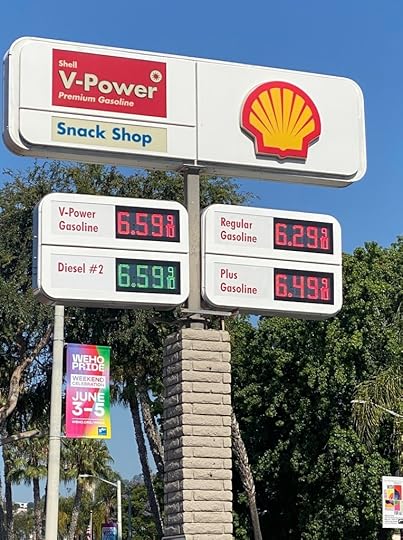 Shell
V-Power
Premium Gasoline
Snack Shop
V-Power
Gasoline
6.59 9/10
Diesel #2
6.59 9/10
Regular
Gasoline
6.29 9/10
Plus
Gasoline
6.49 9/10
WEHO
PRIDE
WEEKEND
CELEBRATION
JUNE
3-5